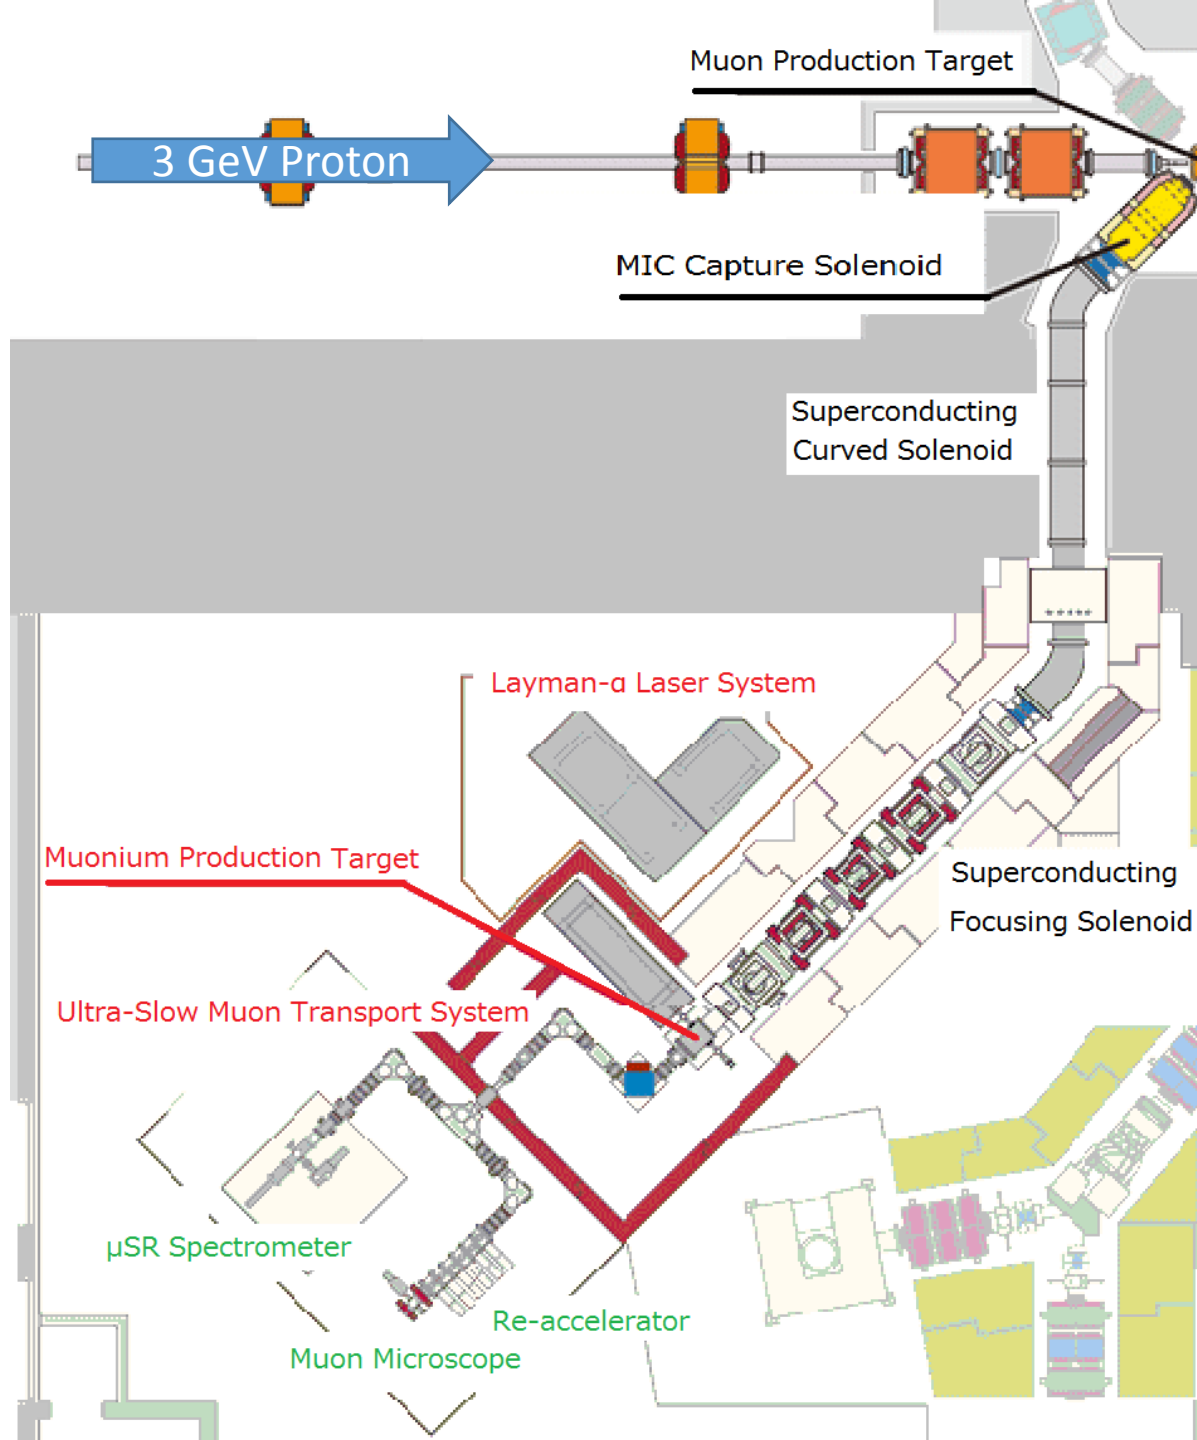 Muon Production Target
3 GeV Proton
MIC Capture Solenoid
Superconducting
Curved Solenoid
Layman-α Laser System
Muonium Production Target
Superconducting
Focusing Solenoid
Ultra-Slow Muon Transport System
μSR Spectrometer
Re-accelerator
Muon Microscope